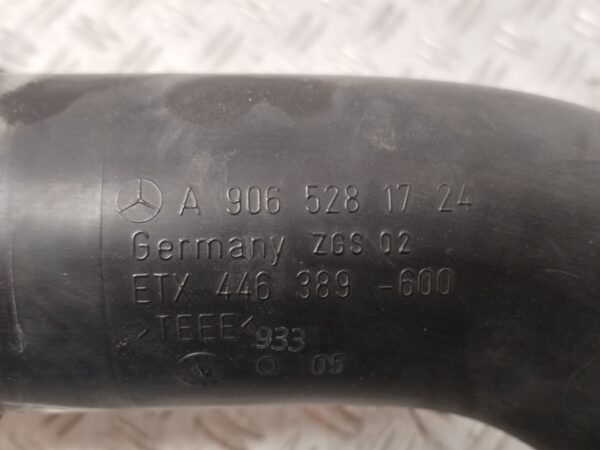 A 906 528 17 24
Germany ZGS 02
ETX 446 389 -600
>TEEE< 933
05